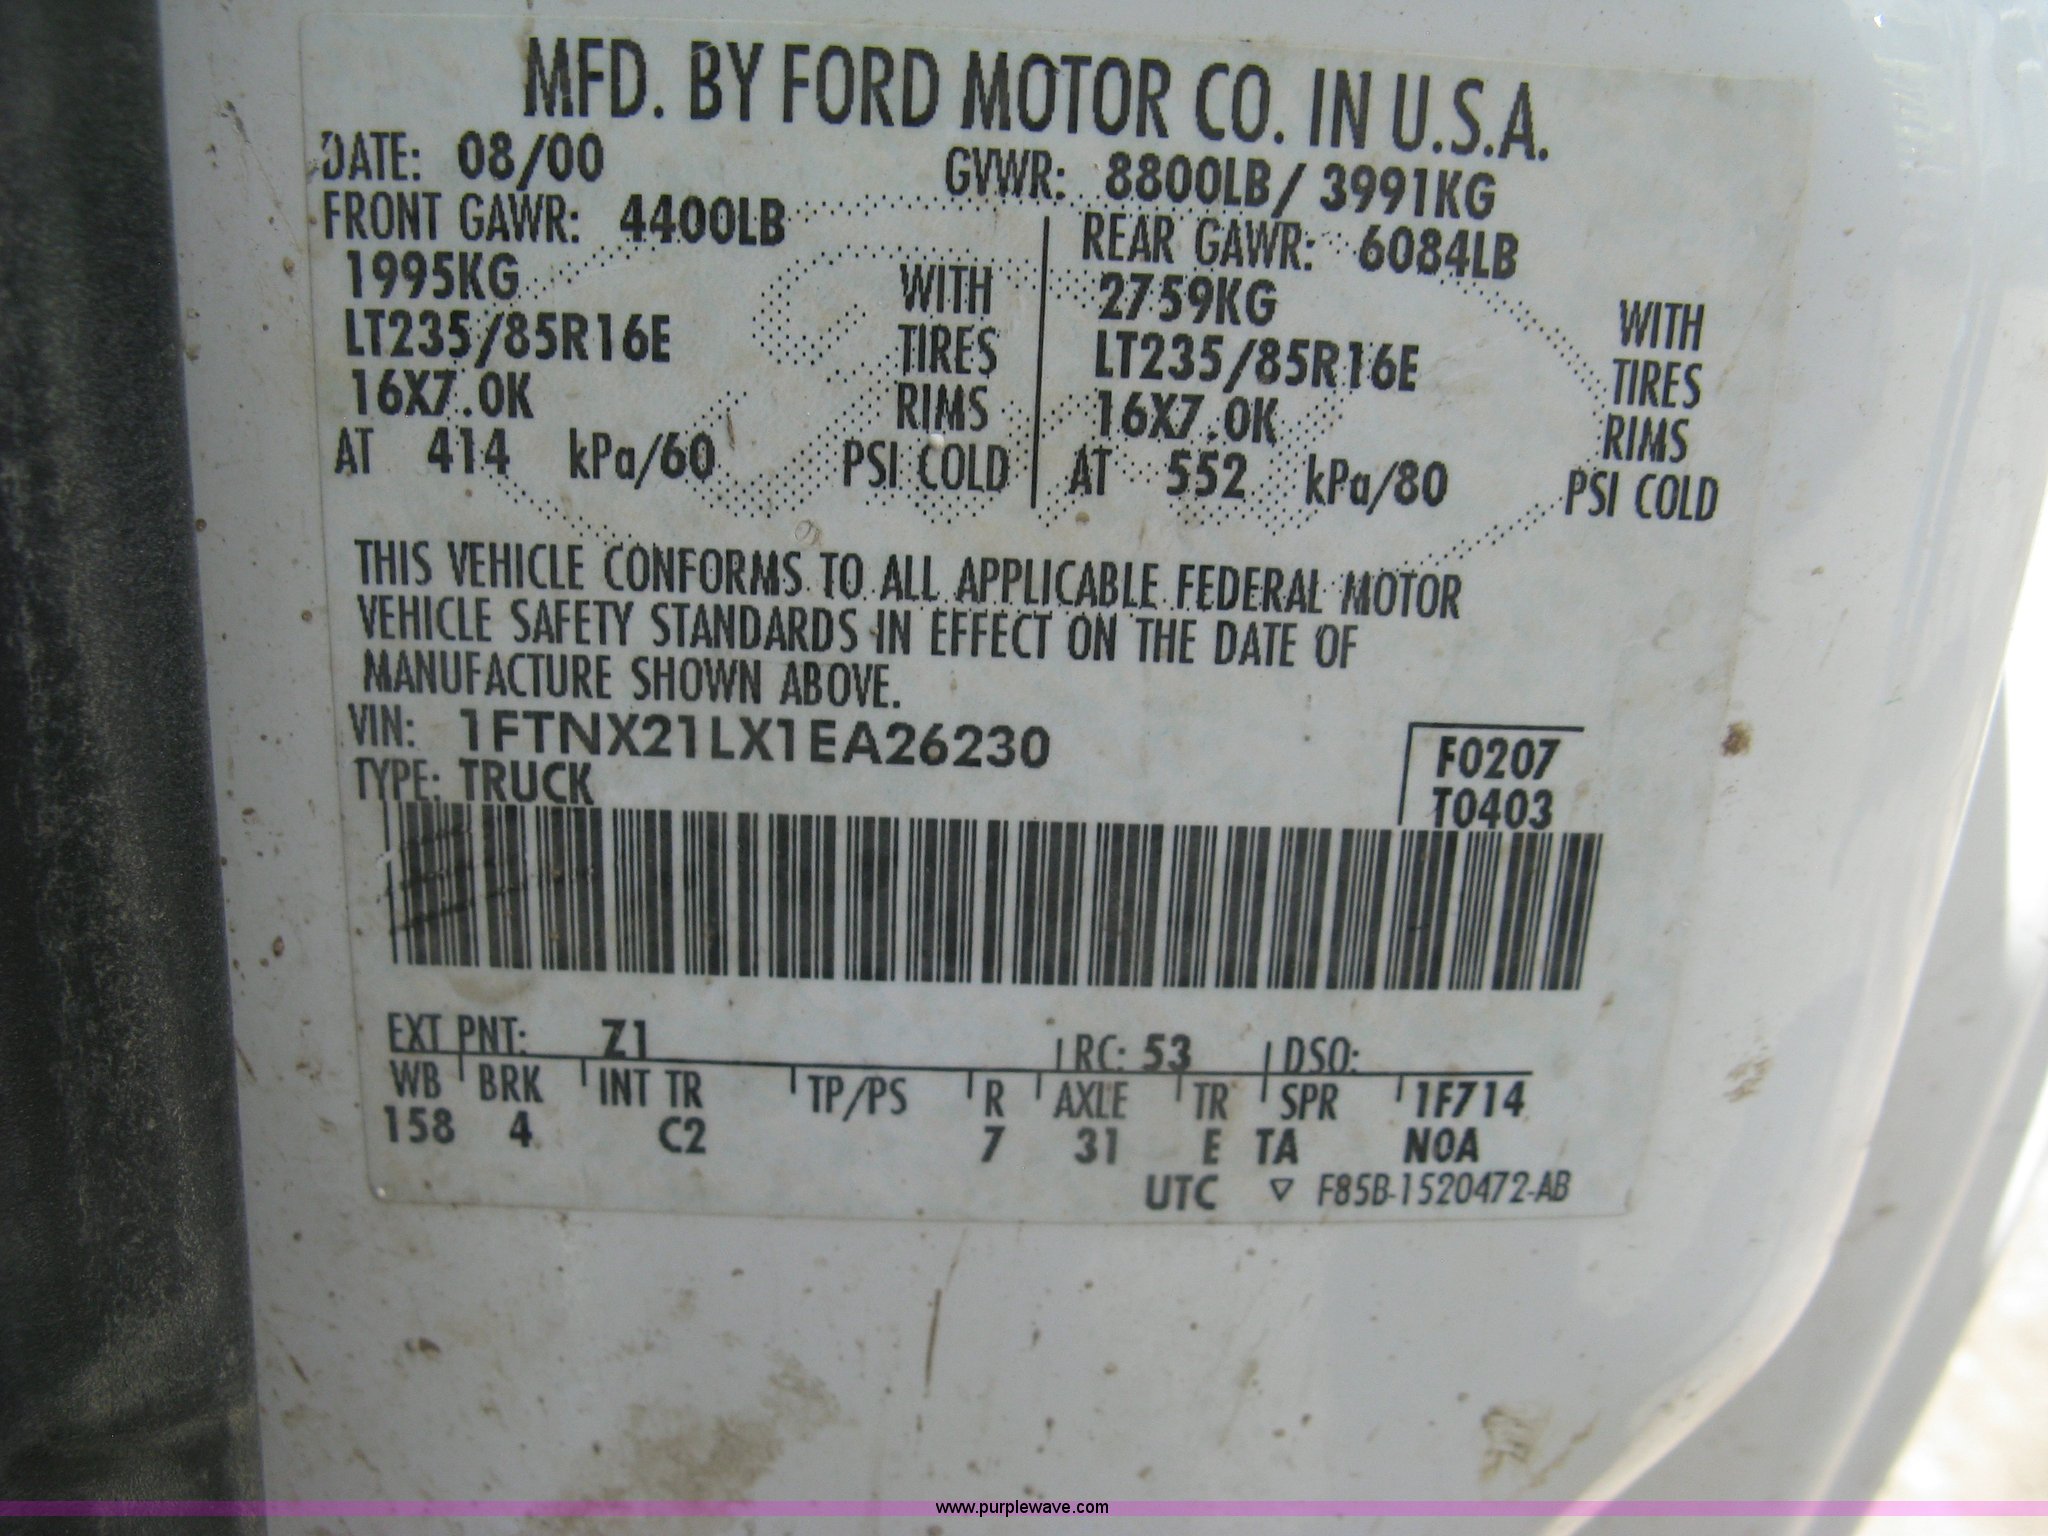 MFD. BY FORD MOTOR CO. IN U.S.A.
DATE: 08/00 GVWR: 8800LB/ 3991KG
FRONT GAWR: 4400LB REAR GAWR: 6084LB
1995KG WITH 2759KG WITH
LT235/85R16E TIRES LT235/85R16E TIRES
16X7.0K RIMS 16X7.0K RIMS
AT 414 kPa/60 PSI COLD AT 552 kPa/80 PSI COLD
THIS VEHICLE CONFORMS TO ALL APPLICABLE FEDERAL MOTOR
VEHICLE SAFETY STANDARDS IN EFFECT ON THE DATE OF
MANUFACTURE SHOWN ABOVE.
VIN: 1FTNX21LX1EA26230 F0207
TYPE: TRUCK T0403
EXT PNT: Z1 RC: 53 DSO:
WB BRK INT TR TP/PS R AXLE TR SPR 1F714
158 4 C2 7 31 E TA N0A
UTC ▽ F85B-1520472-AB
www.purplewave.com